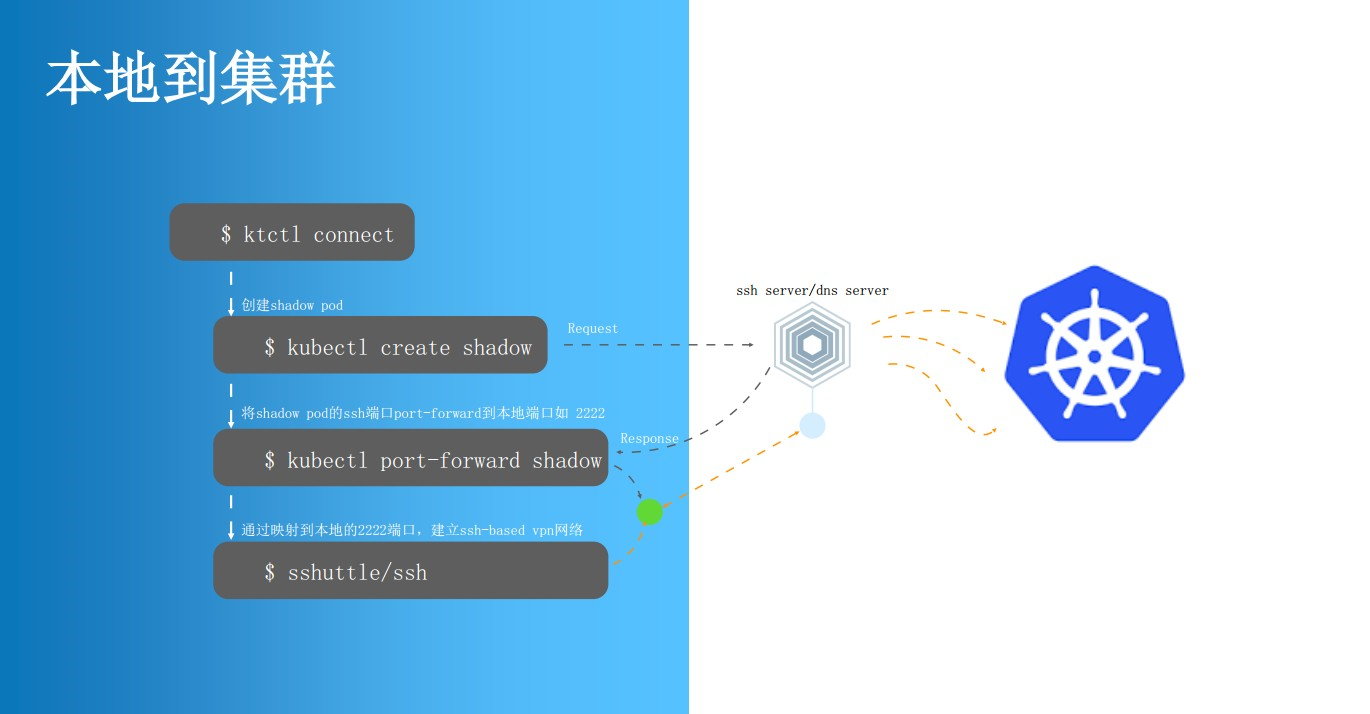 本地到集群
$ ktctl connect
创建shadow pod
ssh server/dns server
Request
$ kubectl create shadow
将shadow pod的ssh端口port-forward到本地端口如 2222
Response
$ kubectl port-forward shadow
通过映射到本地的2222端口，建立ssh-based vpn网络
$ sshuttle/ssh